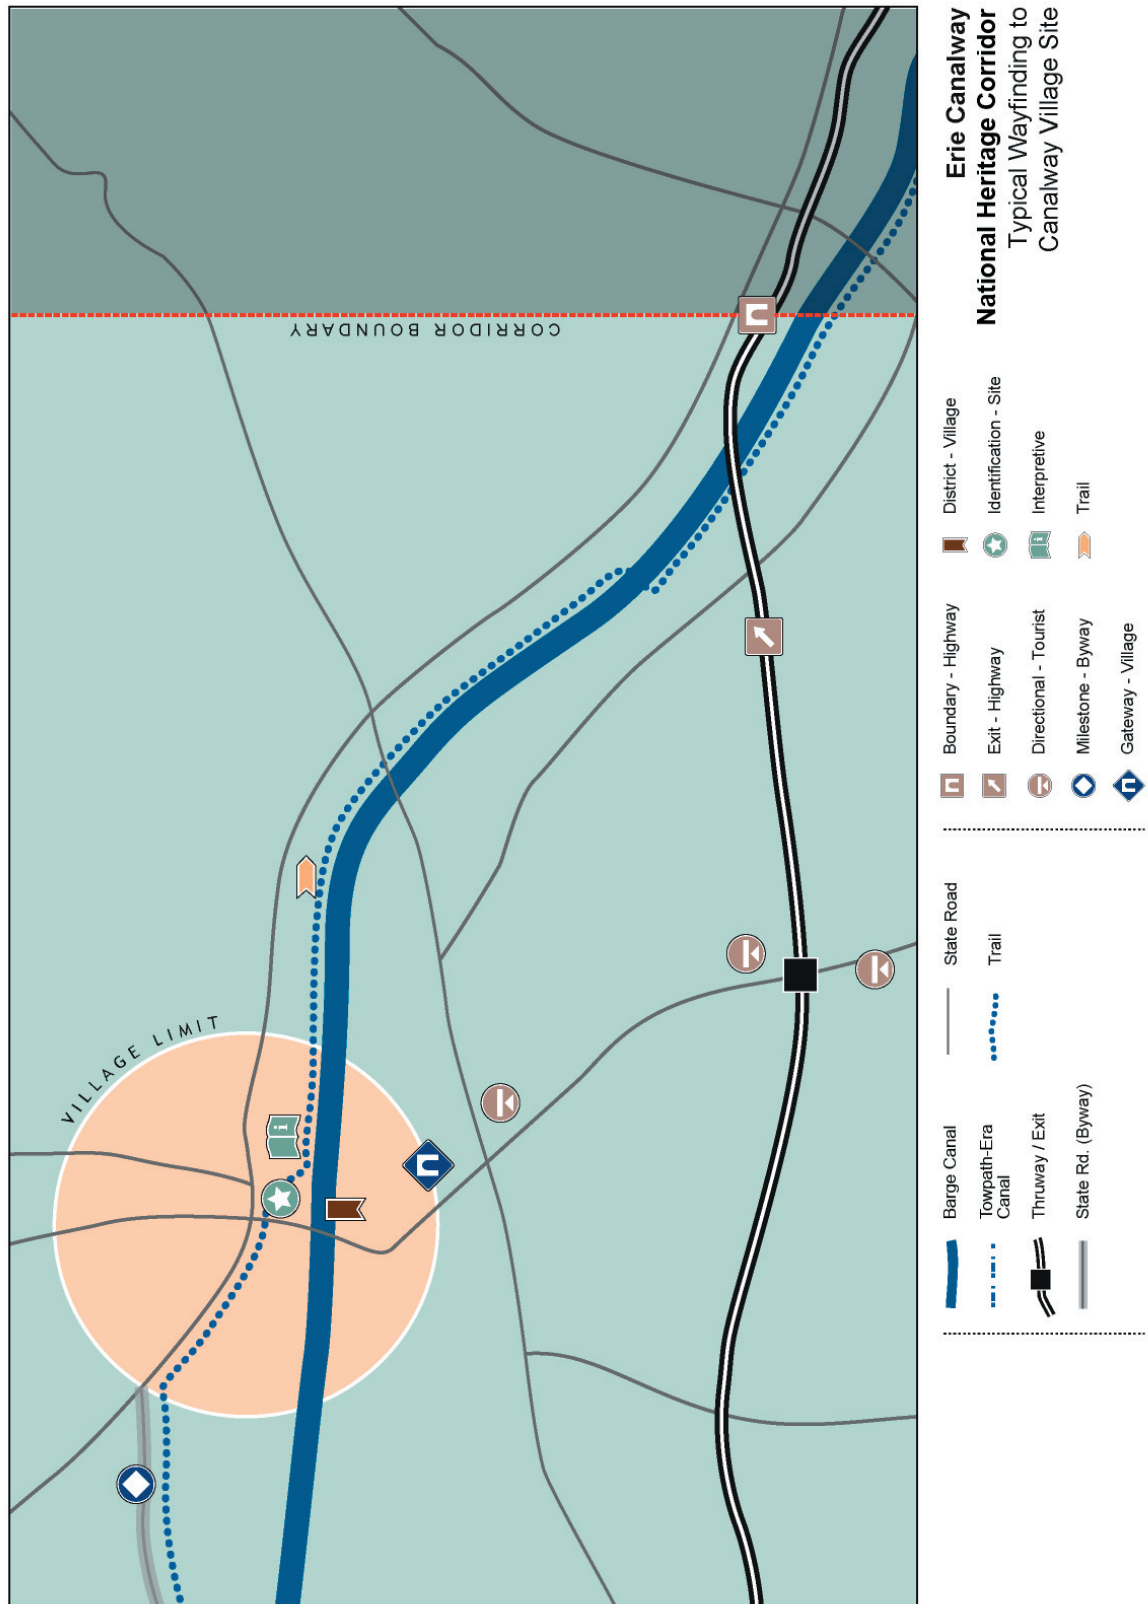 VILLAGE LIMIT
CORRIDOR BOUNDARY
i
Barge Canal
Towpath-Era
Canal
Thruway / Exit
State Rd. (Byway)
State Road
Trail
Boundary - Highway
Exit - Highway
Directional - Tourist
Milestone - Byway
Gateway - Village
District - Village
Identification - Site
i
Interpretive
Trail
Erie Canalway
National Heritage Corridor
Typical Wayfinding to
Canalway Village Site